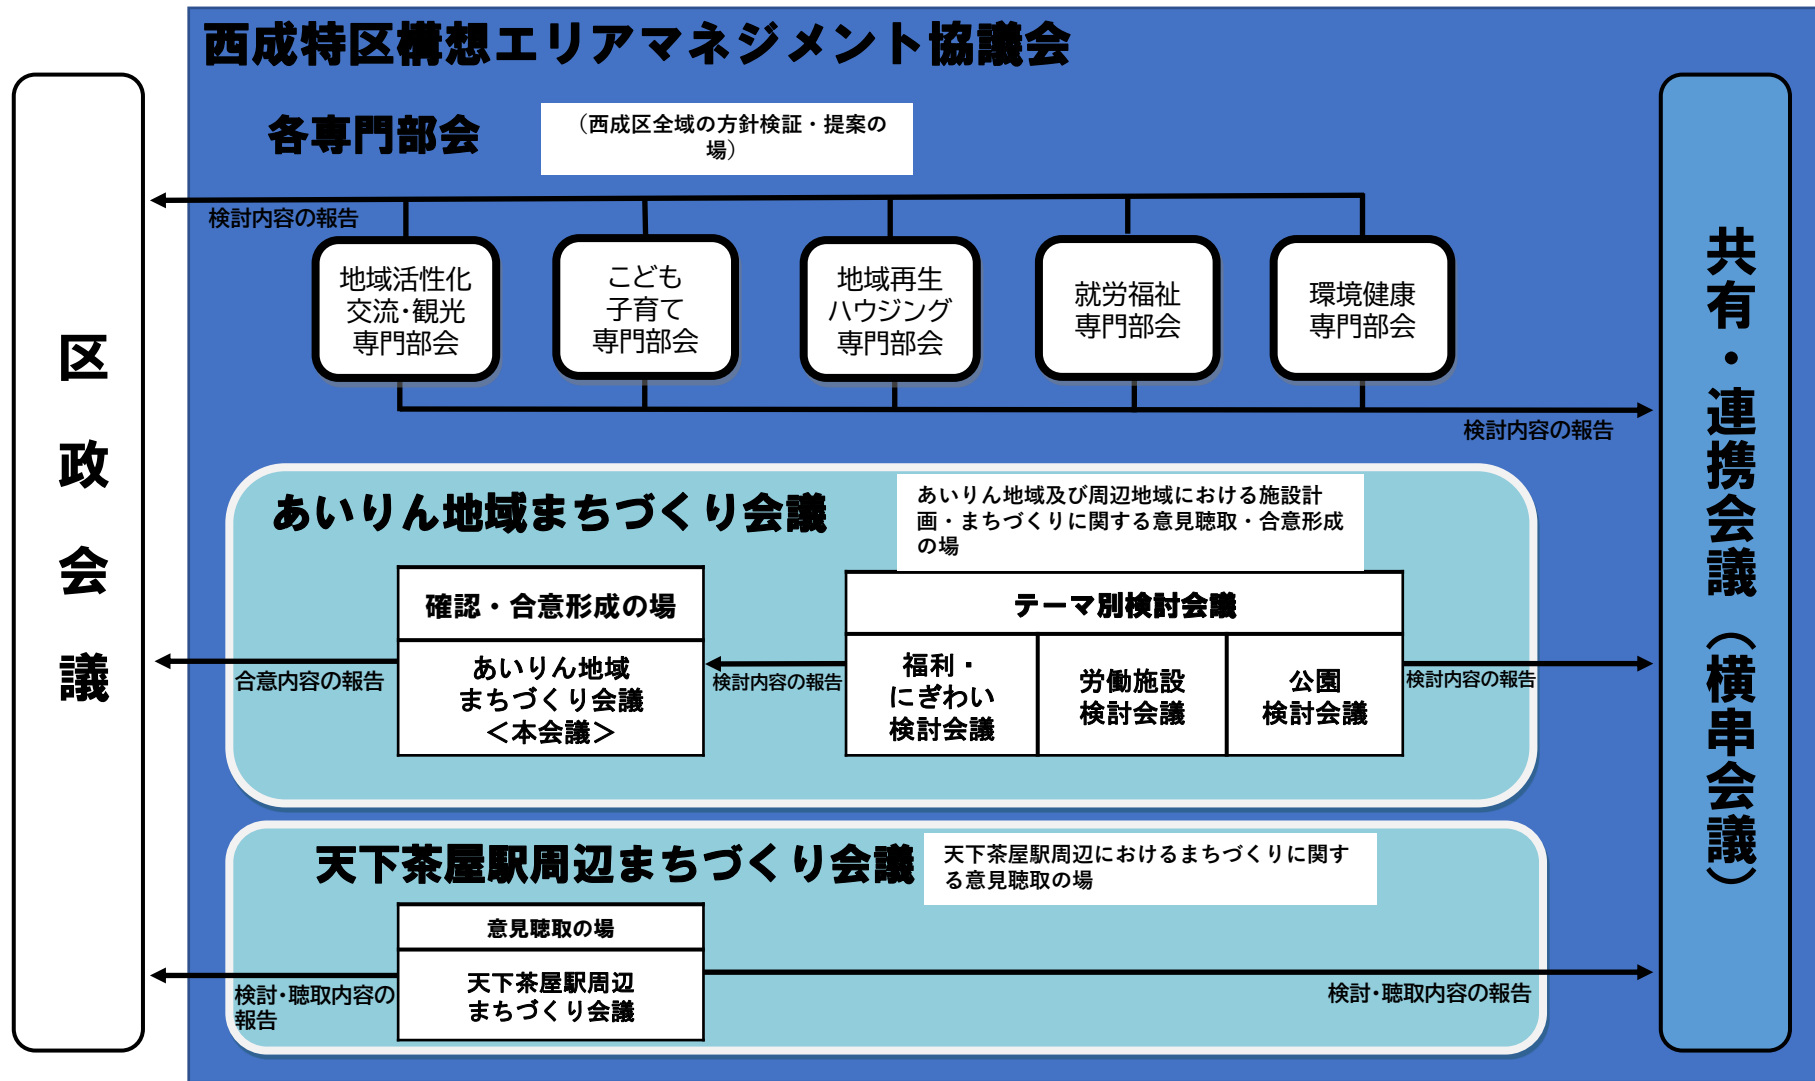 西成特区構想エリアマネジメント協議会
各専門部会
（西成区全域の方針検証・提案の
場）
検討内容の報告
地域活性化
交流・観光
専門部会
こども
子育て
専門部会
地域再生
ハウジング
専門部会
就労福祉
専門部会
環境健康
専門部会
検討内容の報告
区政会議
共有・連携会議（横串会議）
あいりん地域まちづくり会議
あいりん地域及び周辺地域における施設計
画・まちづくりに関する意見聴取・合意形成
の場
確認・合意形成の場
あいりん地域
まちづくり会議
＜本会議＞
合意内容の報告
検討内容の報告
テーマ別検討会議
福利・
にぎわい
検討会議
労働施設
検討会議
公園
検討会議
検討内容の報告
天下茶屋駅周辺まちづくり会議
天下茶屋駅周辺におけるまちづくりに関す
る意見聴取の場
意見聴取の場
天下茶屋駅周辺
まちづくり会議
検討・聴取内容の
報告
検討・聴取内容の報告